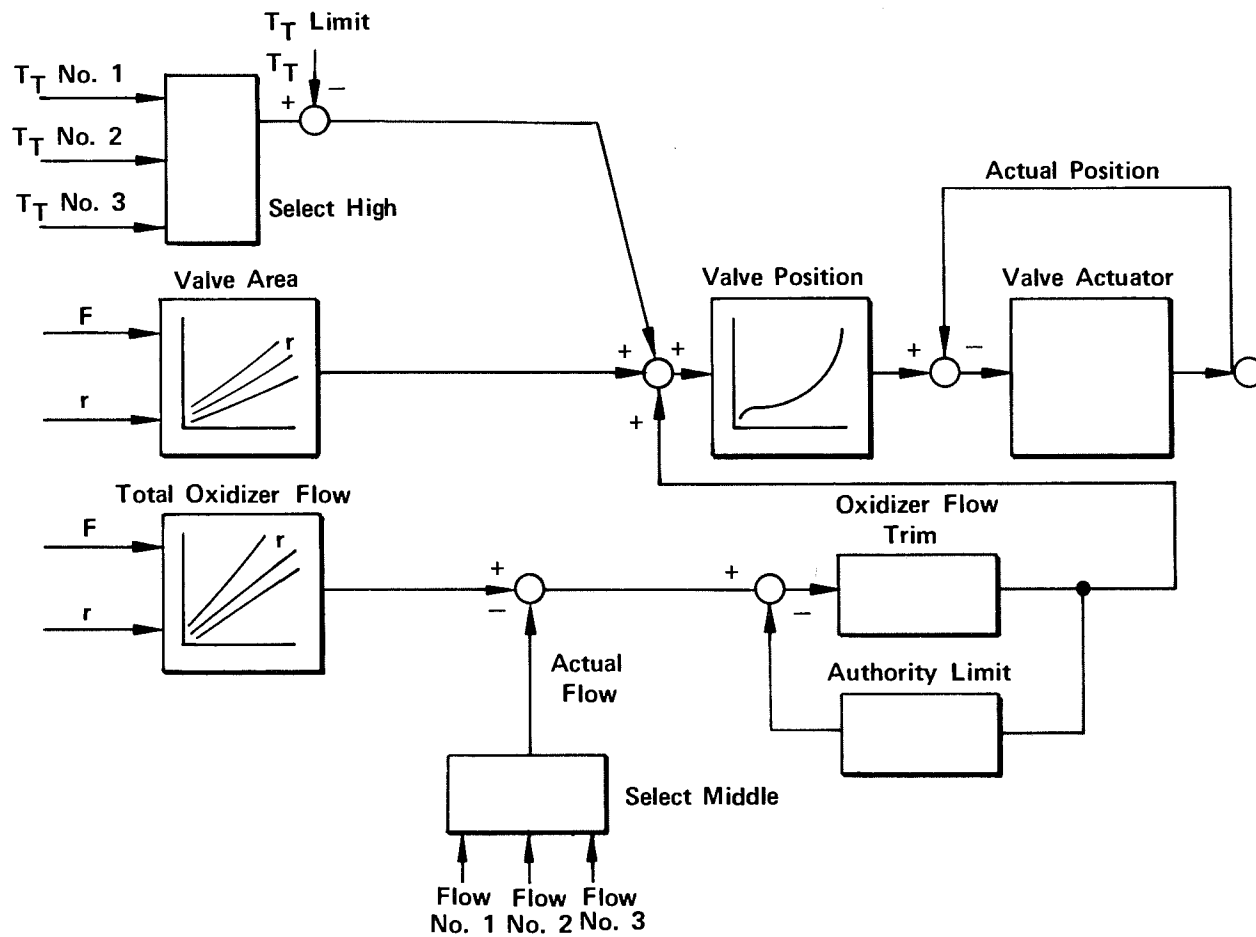 T_T Limit
T_T
−
+
T_T No. 1
T_T No. 2
T_T No. 3
Select High
Actual Position
Valve Area
F
r
r
Valve Position
Valve Actuator
+
+
+
+
−
Total Oxidizer Flow
F
r
r
+
−
+
−
Oxidizer Flow
Trim
Actual
Flow
Authority Limit
Select Middle
Flow
No. 1
Flow
No. 2
Flow
No. 3